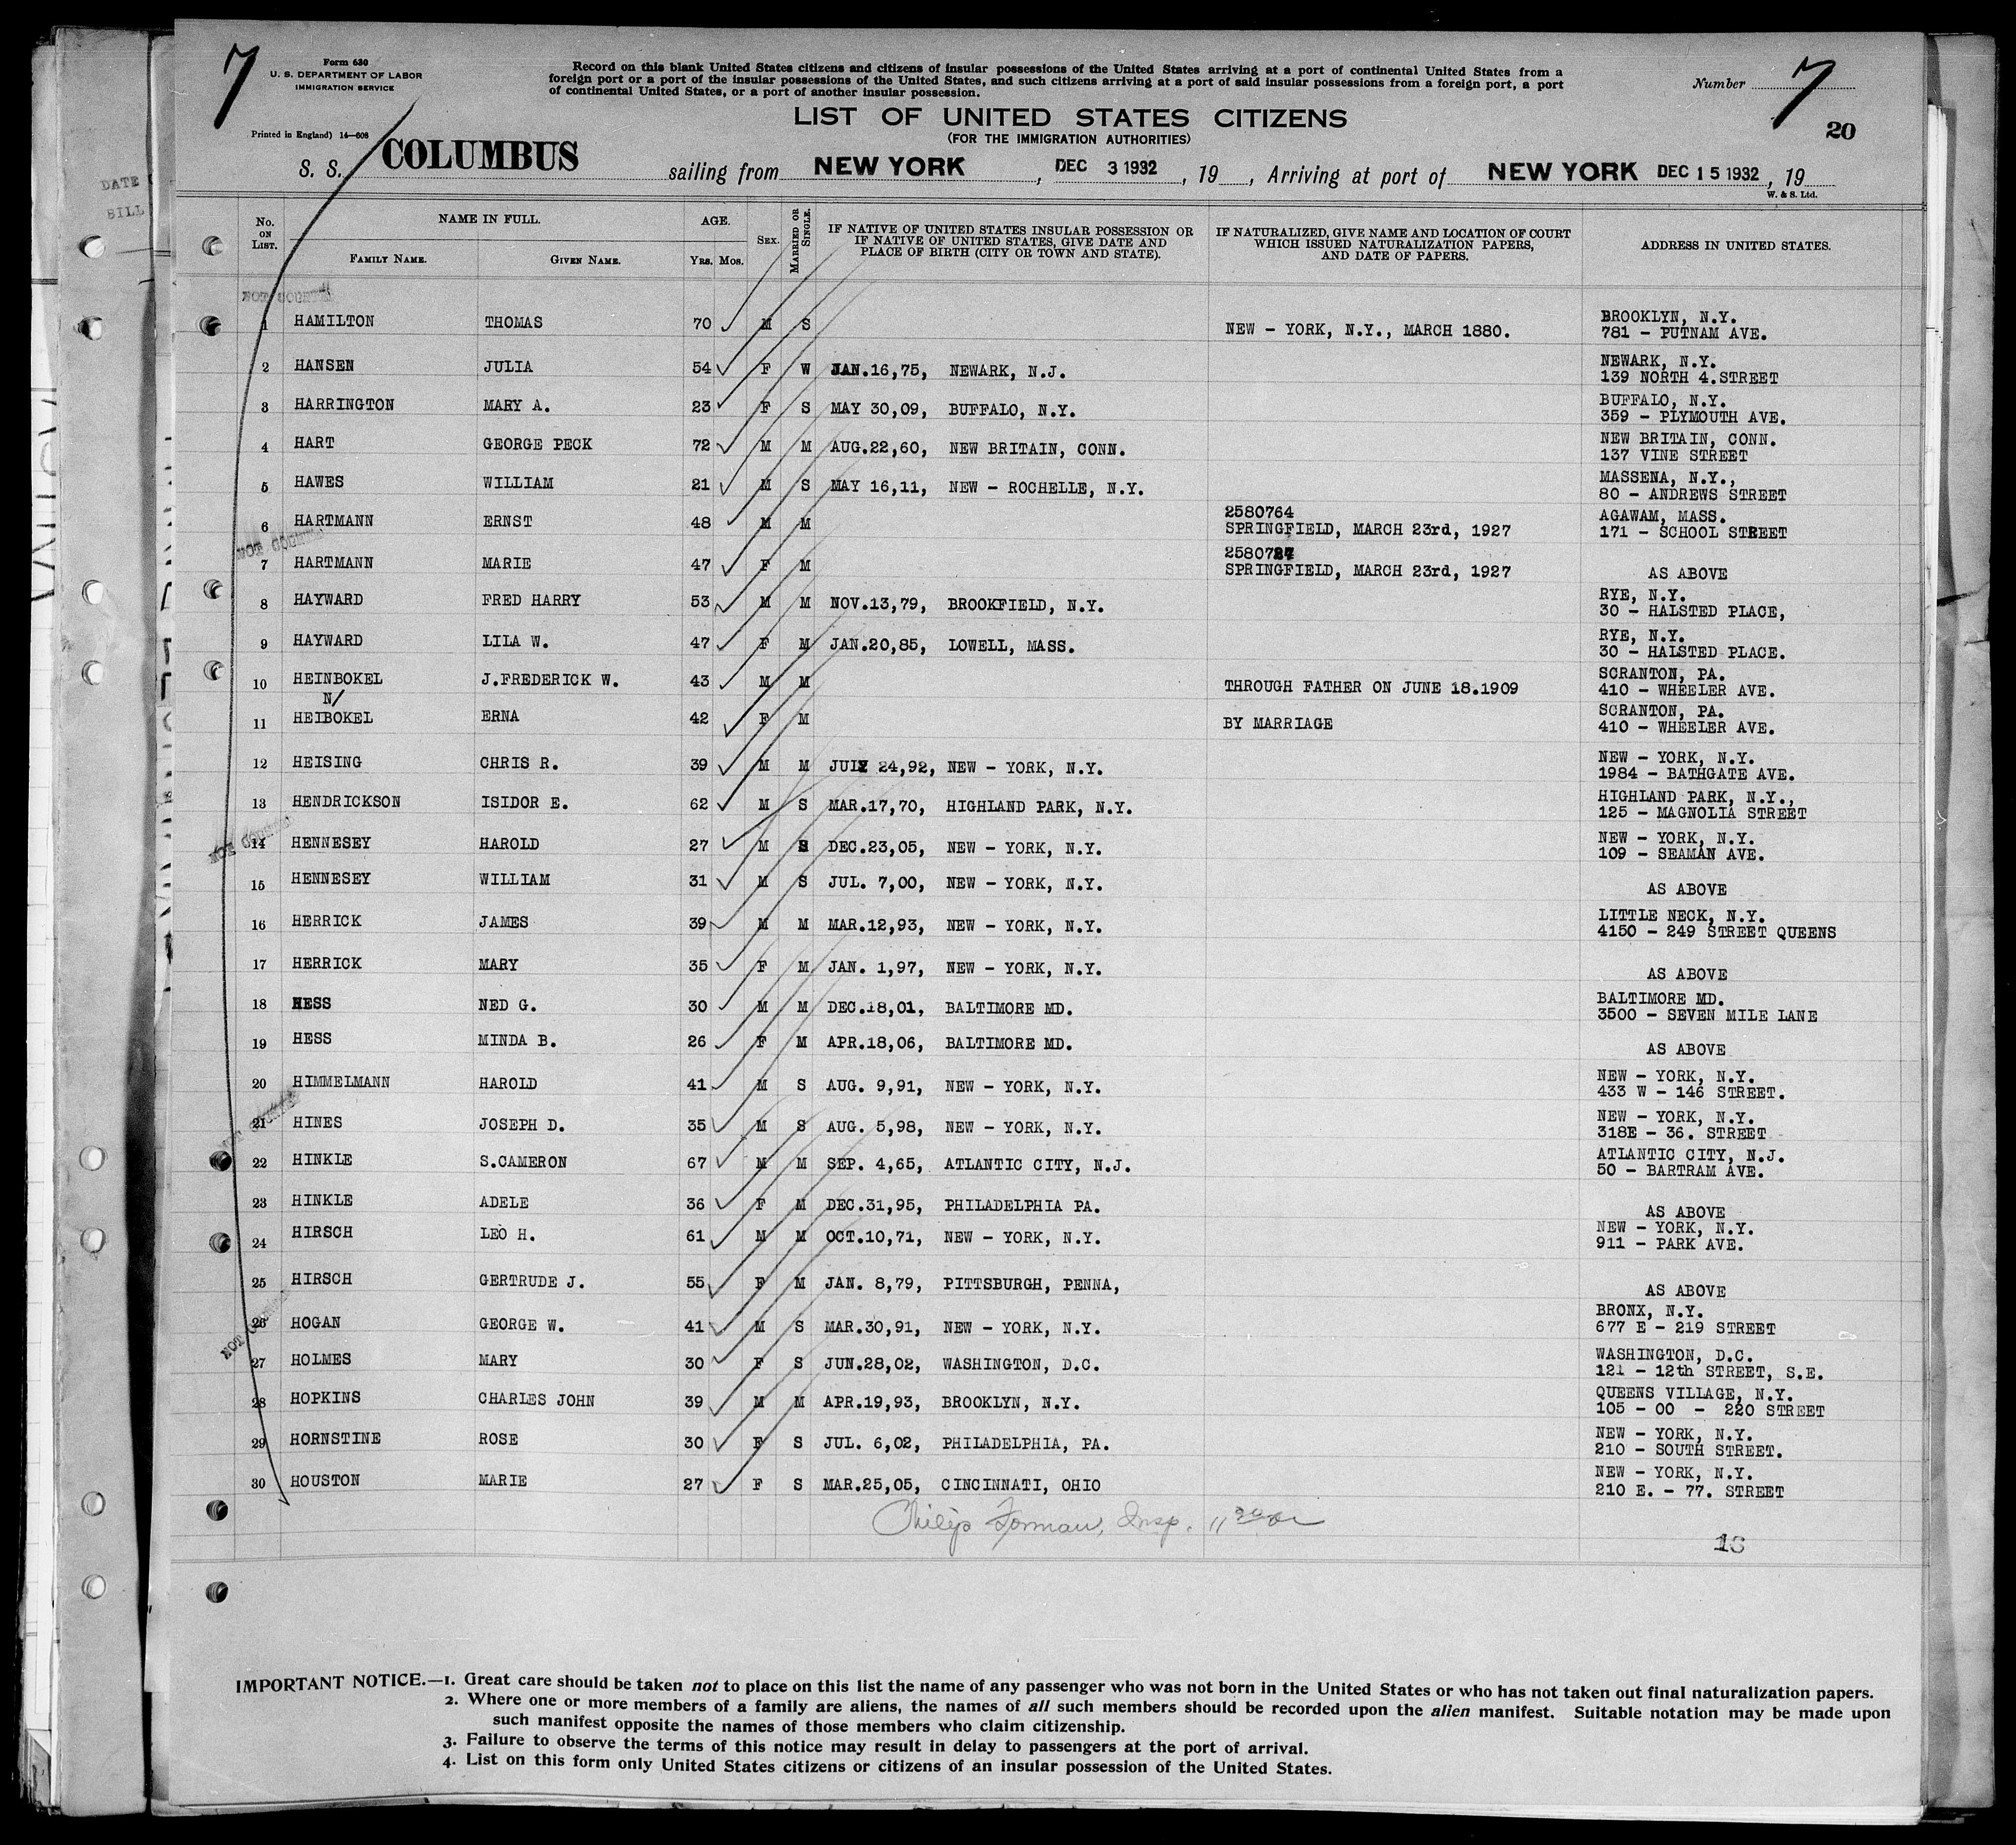 7
Form 630
U. S. DEPARTMENT OF LABOR
IMMIGRATION SERVICE
Printed in England) 14—608
Record on this blank United States citizens and citizens of insular possessions of the United States arriving at a port of continental United States from a
foreign port or a port of the insular possessions of the United States, and such citizens arriving at a port of said insular possessions from a foreign port, a port
of continental United States, or a port of another insular possession.
Number 7
20
LIST OF UNITED STATES CITIZENS
(FOR THE IMMIGRATION AUTHORITIES)
S. S. COLUMBUS sailing from NEW YORK, DEC 3 1932, 19 , Arriving at port of NEW YORK DEC 15 1932, 19
W. & S. Ltd.
DATE
BILL
No. ON LIST. NAME IN FULL. FAMILY NAME. GIVEN NAME. AGE. YRS. MOS. SEX. MARRIED OR SINGLE. IF NATIVE OF UNITED STATES INSULAR POSSESSION OR IF NATIVE OF UNITED STATES, GIVE DATE AND PLACE OF BIRTH (CITY OR TOWN AND STATE). IF NATURALIZED, GIVE NAME AND LOCATION OF COURT WHICH ISSUED NATURALIZATION PAPERS, AND DATE OF PAPERS. ADDRESS IN UNITED STATES.
1 HAMILTON THOMAS 70 M S NEW - YORK, N.Y., MARCH 1880. BROOKLYN, N.Y.
781 - PUTNAM AVE.
2 HANSEN JULIA 54 F W JAN.16,75, NEWARK, N.J. NEWARK, N.Y.
139 NORTH 4.STREET
3 HARRINGTON MARY A. 23 F S MAY 30,09, BUFFALO, N.Y. BUFFALO, N.Y.
359 - PLYMOUTH AVE.
4 HART GEORGE PECK 72 M M AUG.22,60, NEW BRITAIN, CONN. NEW BRITAIN, CONN.
137 VINE STREET
5 HAWES WILLIAM 21 M S MAY 16,11, NEW - ROCHELLE, N.Y. MASSENA, N.Y.,
80 - ANDREWS STREET
6 HARTMANN ERNST 48 M M 2580764
SPRINGFIELD, MARCH 23rd, 1927 AGAWAM, MASS.
171 - SCHOOL STREET
7 HARTMANN MARIE 47 F M
SPRINGFIELD, MARCH 23rd, 1927 AS ABOVE
8 HAYWARD FRED HARRY 53 M M NOV.13,79, BROOKFIELD, N.Y. RYE, N.Y.
30 - HALSTED PLACE,
9 HAYWARD LILA W. 47 F M JAN.20,85, LOWELL, MASS. RYE, N.Y.
30 - HALSTED PLACE.
10 HEINBOKEL J.FREDERICK W. 43 M M THROUGH FATHER ON JUNE 18.1909 SCRANTON, PA.
410 - WHEELER AVE.
N/
11 HEIBOKEL ERNA 42 F M BY MARRIAGE SCRANTON, PA.
410 - WHEELER AVE.
12 HEISING CHRIS R. 39 M M 24,92, NEW - YORK, N.Y. NEW - YORK, N.Y.
1984 - BATHGATE AVE.
13 HENDRICKSON ISIDOR E. 62 M S MAR.17,70, HIGHLAND PARK, N.Y. HIGHLAND PARK, N.Y.,
125 - MAGNOLIA STREET
14 HENNESEY HAROLD 27 M S DEC.23,05, NEW - YORK, N.Y. NEW - YORK, N.Y.
109 - SEAMAN AVE.
15 HENNESEY WILLIAM 31 M S JUL. 7,00, NEW - YORK, N.Y. AS ABOVE
16 HERRICK JAMES 39 M M MAR.12,93, NEW - YORK, N.Y. LITTLE NECK, N.Y.
4150 - 249 STREET QUEENS
17 HERRICK MARY 35 F M JAN. 1,97, NEW - YORK, N.Y. AS ABOVE
18 HESS NED G. 30 M M DEC.18,01, BALTIMORE MD. BALTIMORE MD.
3500 - SEVEN MILE LANE
19 HESS MINDA B. 26 F M APR.18,06, BALTIMORE MD. AS ABOVE
20 HIMMELMANN HAROLD 41 M S AUG. 9,91, NEW - YORK, N.Y. NEW - YORK, N.Y.
433 W - 146 STREET.
21 HINES JOSEPH D. 35 M S AUG. 5,98, NEW - YORK, N.Y. NEW - YORK, N.Y.
318E - 36. STREET
22 HINKLE S.CAMERON 67 M M SEP. 4,65, ATLANTIC CITY, N.J. ATLANTIC CITY, N.J.
50 - BARTRAM AVE.
23 HINKLE ADELE 36 F M DEC.31,95, PHILADELPHIA PA. AS ABOVE
24 HIRSCH LEO H. 61 M M OCT.10,71, NEW - YORK, N.Y. NEW - YORK, N.Y.
911 - PARK AVE.
25 HIRSCH GERTRUDE J. 55 F M JAN. 8,79, PITTSBURGH, PENNA, AS ABOVE
26 HOGAN GEORGE W. 41 M S MAR.30,91, NEW - YORK, N.Y. BRONX, N.Y.
677 E - 219 STREET
27 HOLMES MARY 30 F S JUN.28,02, WASHINGTON, D.C. WASHINGTON, D.C.
121 - 12th STREET, S.E.
28 HOPKINS CHARLES JOHN 39 M M APR.19,93, BROOKLYN, N.Y. QUEENS VILLAGE, N.Y.
105 - 00 - 220 STREET
29 HORNSTINE ROSE 30 F S JUL. 6,02, PHILADELPHIA, PA. NEW - YORK, N.Y.
210 - SOUTH STREET.
30 HOUSTON MARIE 27 F S MAR.25,05, CINCINNATI, OHIO NEW - YORK, N.Y.
210 E. - 77. STREET
Philip Forman, Insp.
IMPORTANT NOTICE.—1. Great care should be taken not to place on this list the name of any passenger who was not born in the United States or who has not taken out final naturalization papers.
2. Where one or more members of a family are aliens, the names of all such members should be recorded upon the alien manifest. Suitable notation may be made upon
such manifest opposite the names of those members who claim citizenship.
3. Failure to observe the terms of this notice may result in delay to passengers at the port of arrival.
4. List on this form only United States citizens or citizens of an insular possession of the United States.